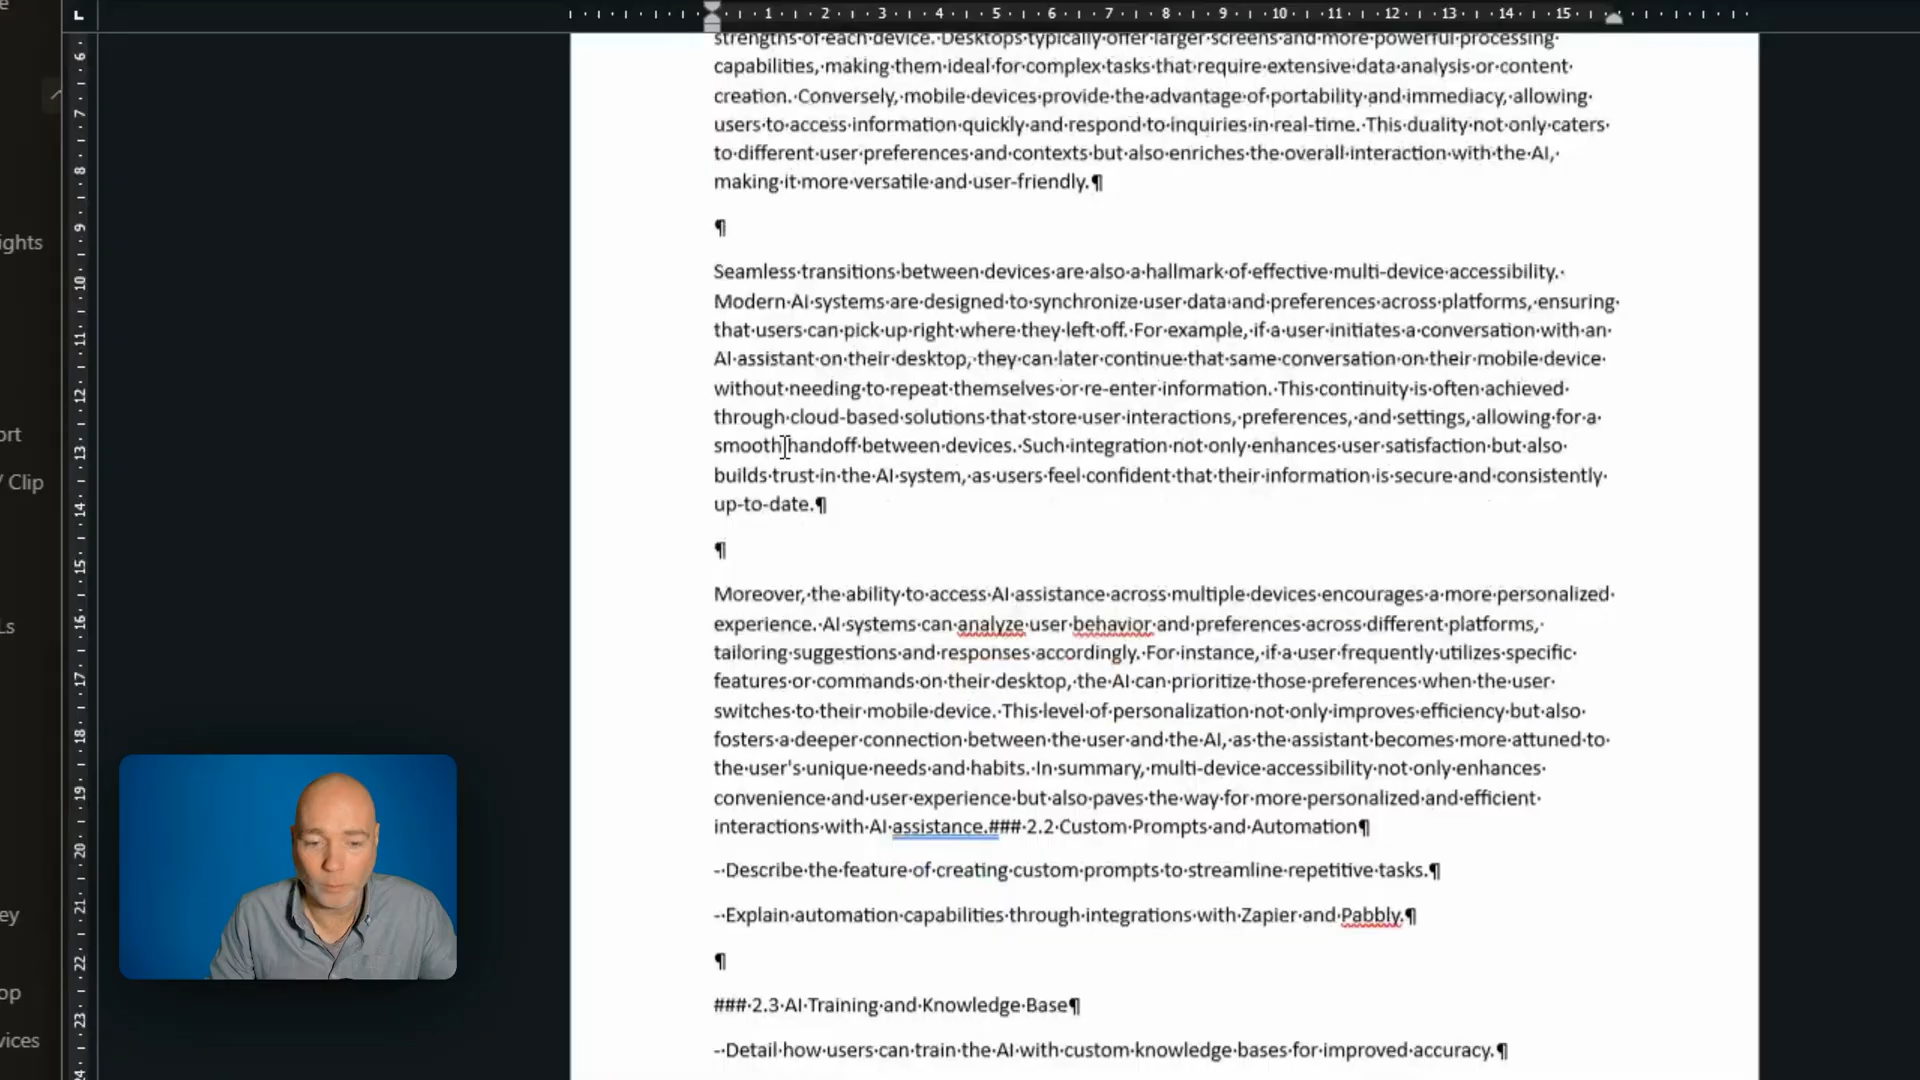 1 2 3 4 5 6 7 8 9 10 11 12 13 14 15
strengths of each device. Desktops typically offer larger screens and more powerful processing
capabilities, making them ideal for complex tasks that require extensive data analysis or content
creation. Conversely, mobile devices provide the advantage of portability and immediacy, allowing
users to access information quickly and respond to inquiries in real-time. This duality not only caters
to different user preferences and contexts but also enriches the overall interaction with the AI,
making it more versatile and user-friendly.¶
¶
Seamless transitions between devices are also a hallmark of effective multi-device accessibility.
Modern AI systems are designed to synchronize user data and preferences across platforms, ensuring
that users can pick up right where they left off. For example, if a user initiates a conversation with an
AI assistant on their desktop, they can later continue that same conversation on their mobile device
without needing to repeat themselves or re-enter information. This continuity is often achieved
through cloud-based solutions that store user interactions, preferences, and settings, allowing for a
smooth handoff between devices. Such integration not only enhances user satisfaction but also
builds trust in the AI system, as users feel confident that their information is secure and consistently
up-to-date.¶
¶
Moreover, the ability to access AI assistance across multiple devices encourages a more personalized
experience. AI systems can analyze user behavior and preferences across different platforms,
tailoring suggestions and responses accordingly. For instance, if a user frequently utilizes specific
features or commands on their desktop, the AI can prioritize those preferences when the user
switches to their mobile device. This level of personalization not only improves efficiency but also
fosters a deeper connection between the user and the AI, as the assistant becomes more attuned to
the user's unique needs and habits. In summary, multi-device accessibility not only enhances
convenience and user experience but also paves the way for more personalized and efficient
interactions with AI assistance.### 2.2 Custom Prompts and Automation¶
- Describe the feature of creating custom prompts to streamline repetitive tasks.¶
- Explain automation capabilities through integrations with Zapier and Pabbly.¶
¶
### 2.3 AI Training and Knowledge Base¶
- Detail how users can train the AI with custom knowledge bases for improved accuracy.¶